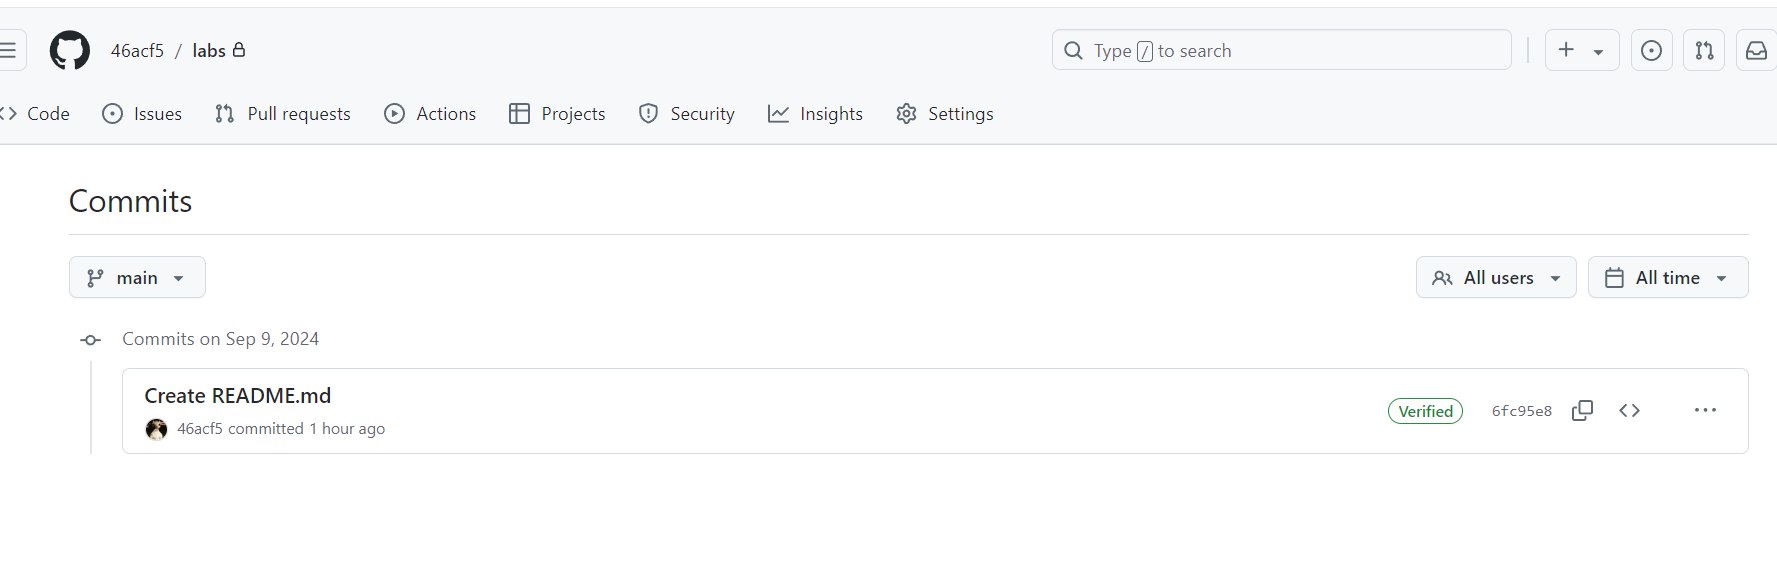 46acf5 / labs
Type / to search
Code Issues Pull requests Actions Projects Security Insights Settings
Commits
main
All users All time
Commits on Sep 9, 2024
Create README.md
Verified 6fc95e8
46acf5 committed 1 hour ago